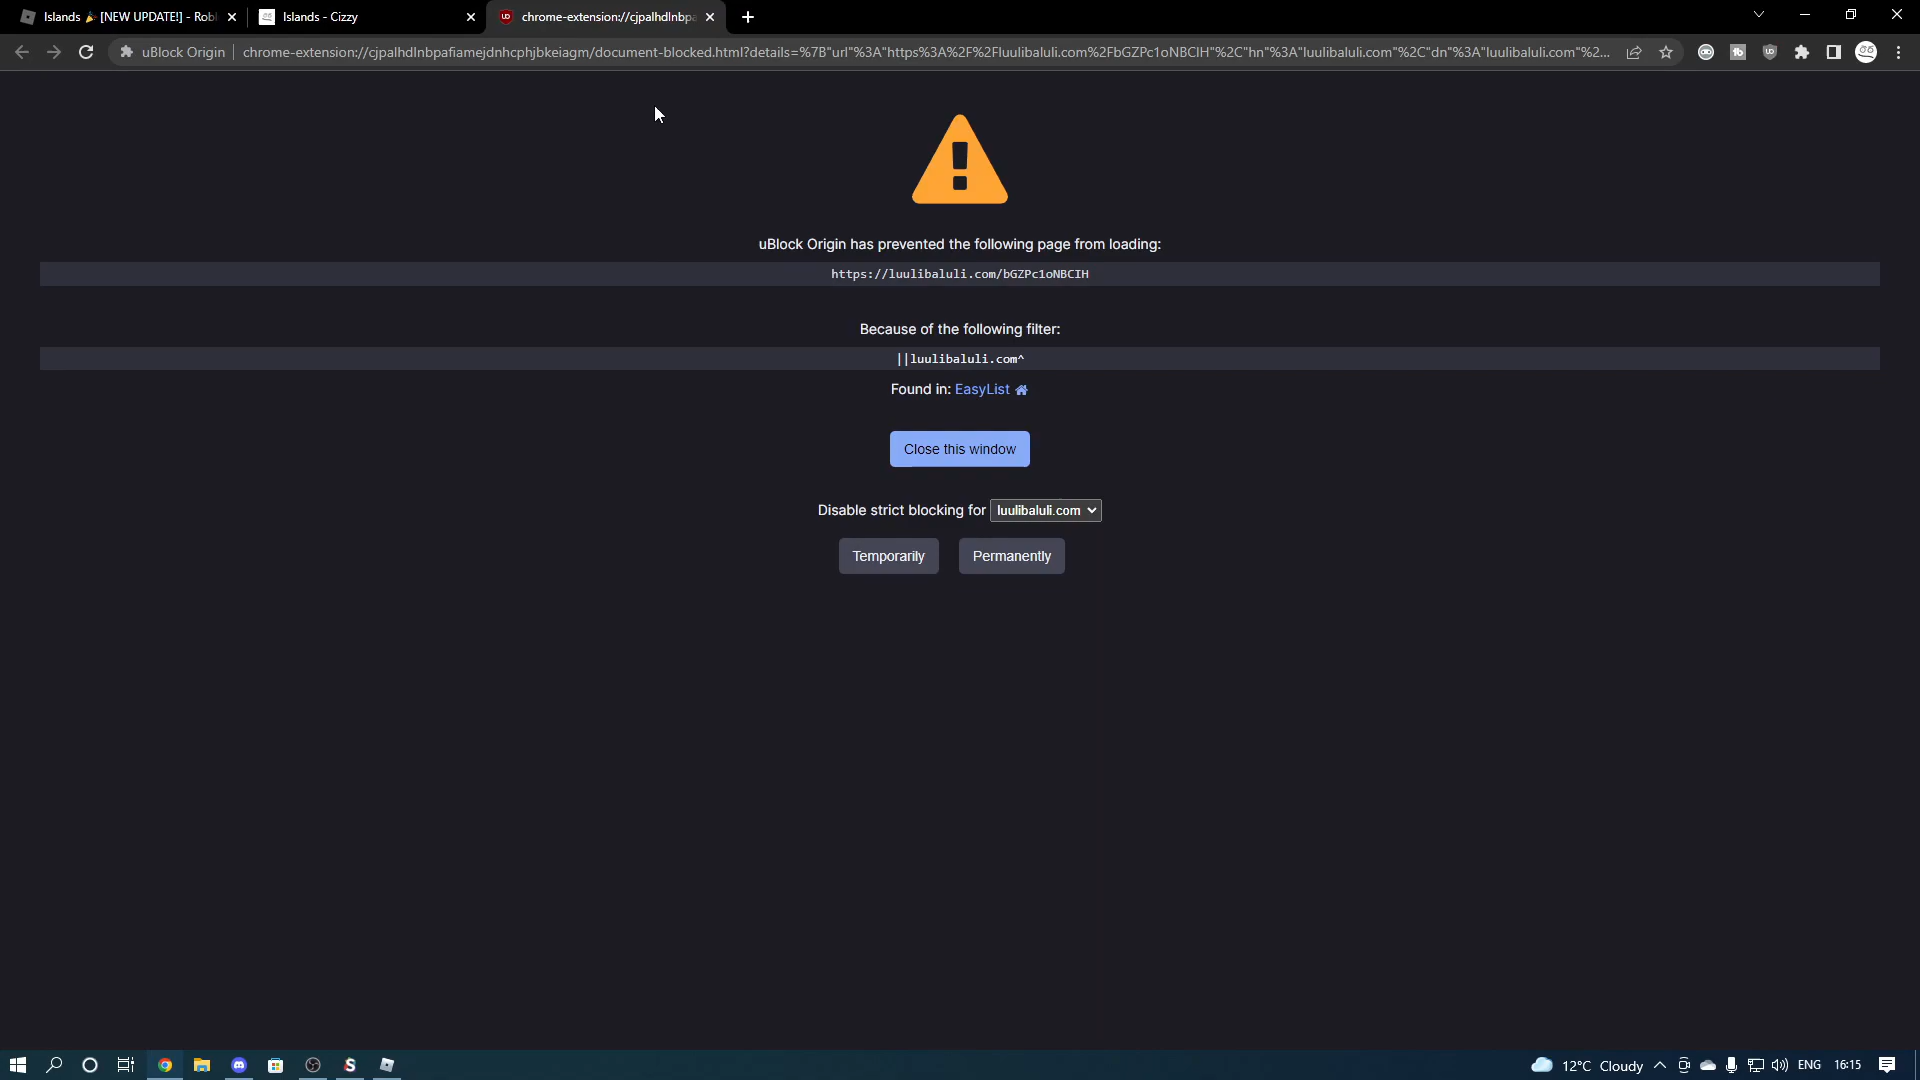 Islands 🎉 [NEW UPDATE!] - Robl
Islands - Cizzy
chrome-extension://cjpalhdlnbpa
uBlock Origin
chrome-extension://cjpalhdlnbpafiamejdnhcphjbkeiagm/document-blocked.html?details=%7B"url"%3A"https%3A%2F%2Fluulibaluli.com%2FbGZPc1oNBCIH"%2C"hn"%3A"luulibaluli.com"%2C"dn"%3A"luulibaluli.com"%2...
uBlock Origin has prevented the following page from loading:
https://luulibaluli.com/bGZPc1oNBCIH
Because of the following filter:
||luulibaluli.com^
Found in: EasyList
Close this window
Disable strict blocking for luulibaluli.com
Temporarily
Permanently
12°C Cloudy
ENG
16:15